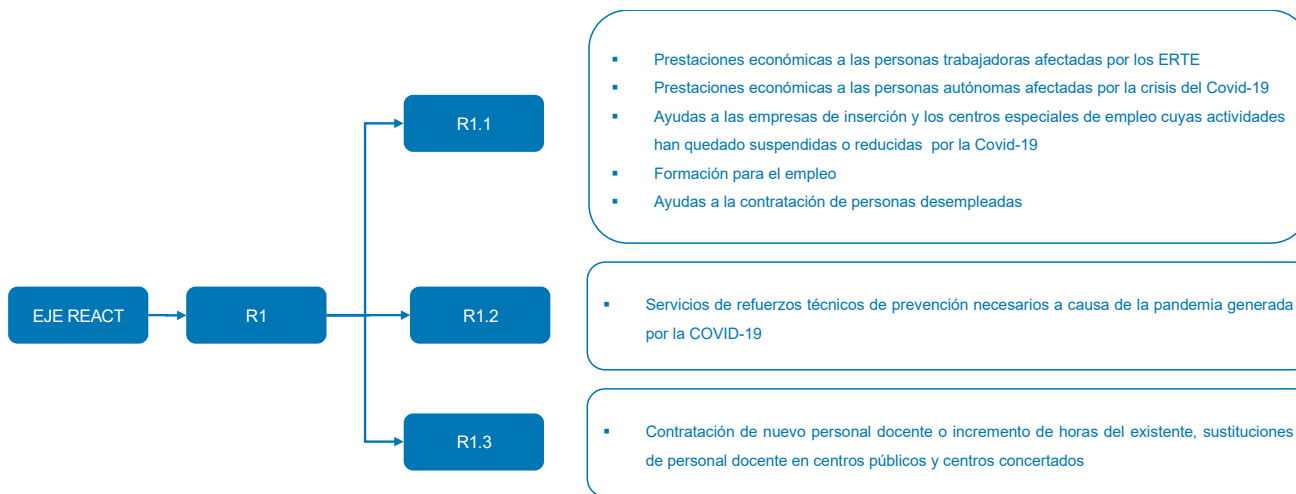 Prestaciones económicas a las personas trabajadoras afectadas por los ERTE
Prestaciones económicas a las personas autónomas afectadas por la crisis del Covid-19
Ayudas a las empresas de inserción y los centros especiales de empleo cuyas actividades
han quedado suspendidas o reducidas por la Covid-19
Formación para el empleo
Ayudas a la contratación de personas desempleadas
R1.1
EJE REACT
R1
R1.2
Servicios de refuerzos técnicos de prevención necesarios a causa de la pandemia generada
por la COVID-19
R1.3
Contratación de nuevo personal docente o incremento de horas del existente, sustituciones
de personal docente en centros públicos y centros concertados